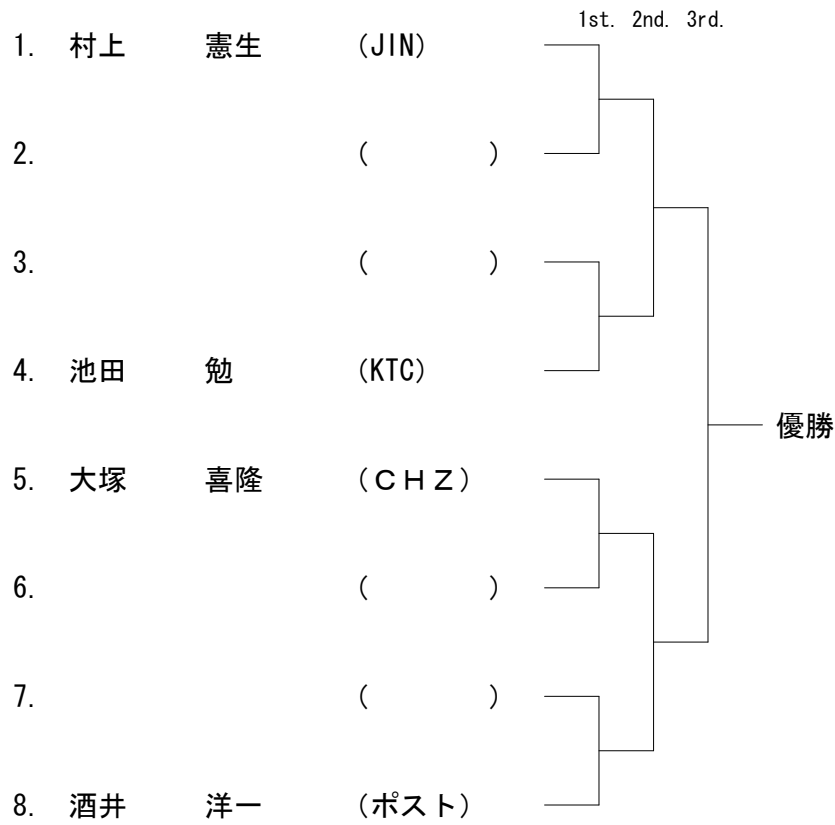 1st. 2nd. 3rd.
1. 村上 憲生 (JIN)
2. ( )
3. ( )
4. 池田 勉 (KTC)
優勝
5. 大塚 喜隆 (ＣＨＺ)
6. ( )
7. ( )
8. 酒井 洋一 (ポスト)